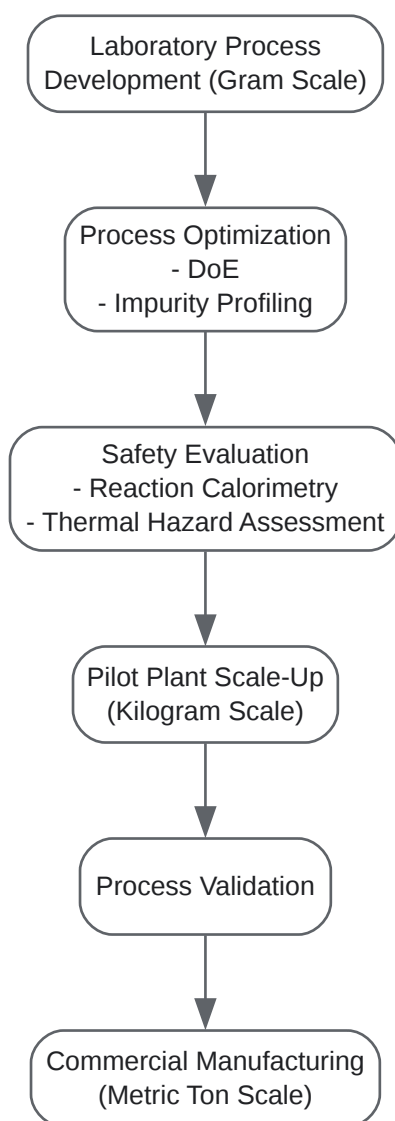 Laboratory Process
Development (Gram Scale)
Process Optimization
- DoE
- Impurity Profiling
Safety Evaluation
- Reaction Calorimetry
- Thermal Hazard Assessment
Pilot Plant Scale-Up
(Kilogram Scale)
Process Validation
Commercial Manufacturing
(Metric Ton Scale)